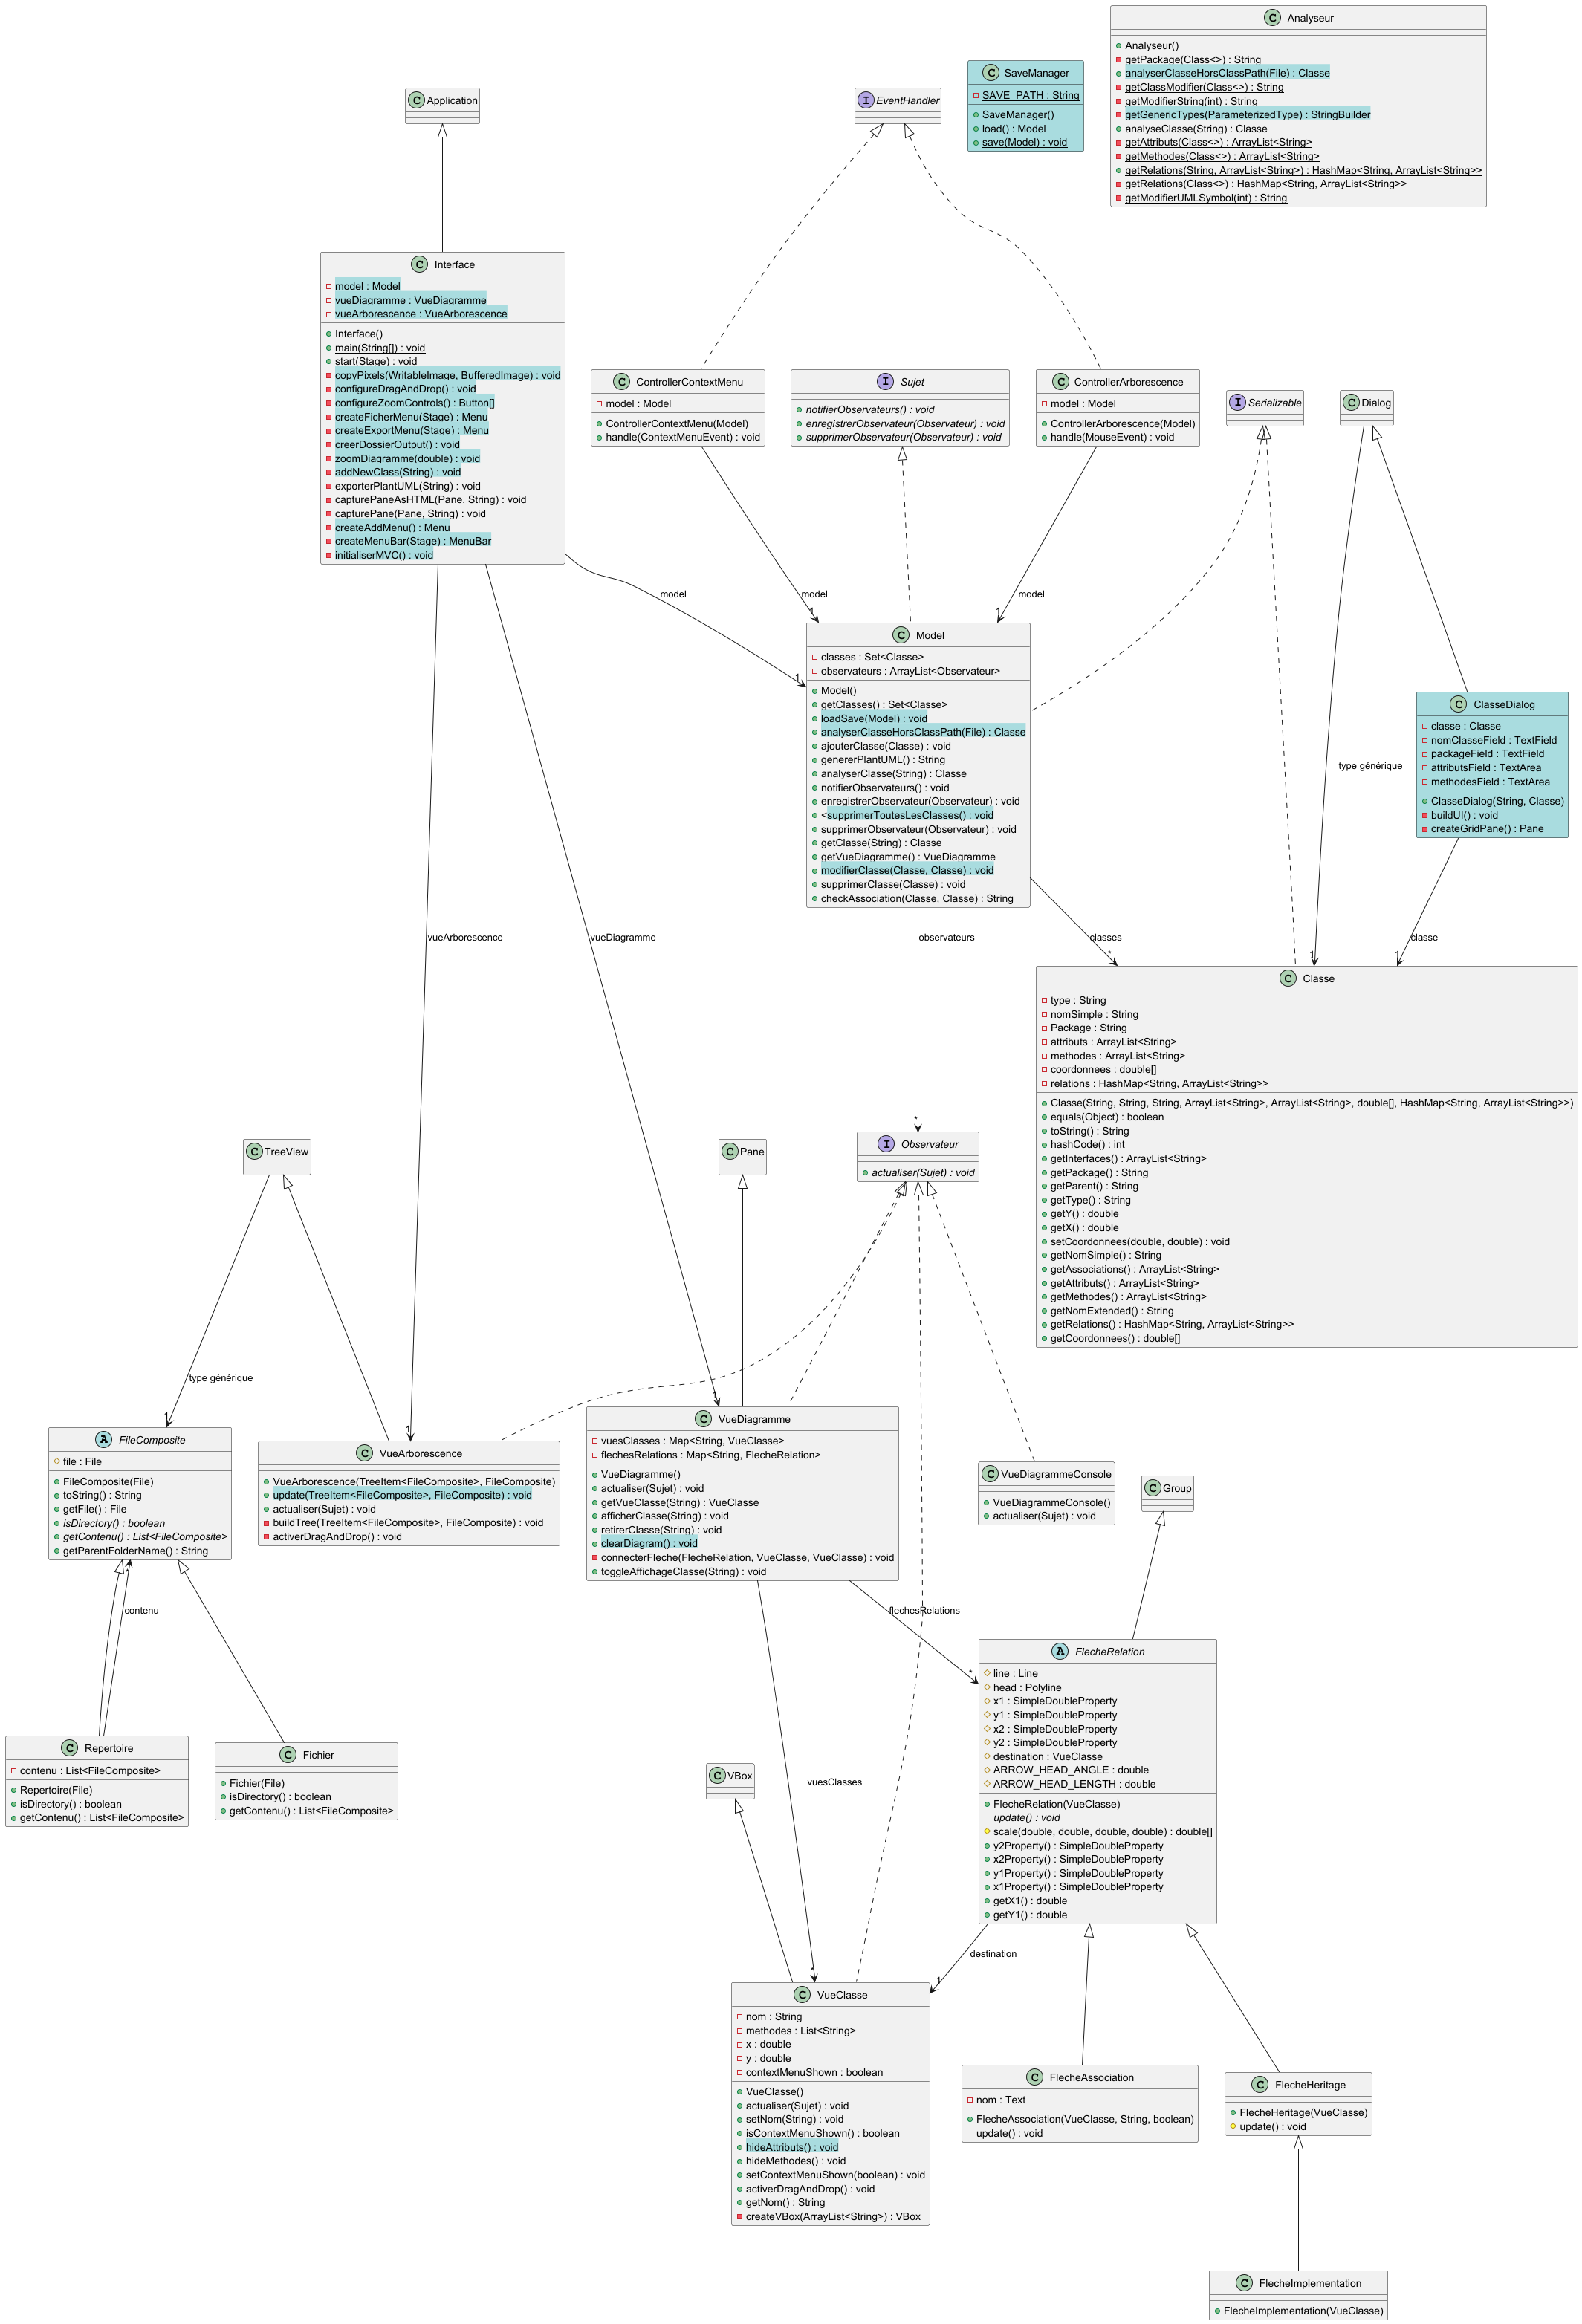 C Analyseur
Analyseur()
getPackage(Class<>) : String
analyserClasseHorsClassPath(File) : Classe
getClassModifier(Class<>) : String
getModifierString(int) : String
getGenericTypes(ParameterizedType) : StringBuilder
analyseClasse(String) : Classe
getAttributs(Class<>) : ArrayList<String>
getMethodes(Class<>) : ArrayList<String>
getRelations(String, ArrayList<String>) : HashMap<String, ArrayList<String>>
getRelations(Class<>) : HashMap<String, ArrayList<String>>
getModifierUMLSymbol(int) : String
C SaveManager
SAVE_PATH : String
SaveManager()
load() : Model
save(Model) : void
C Application
I EventHandler
C Interface
model : Model
vueDiagramme : VueDiagramme
vueArborescence : VueArborescence
Interface()
main(String[]) : void
start(Stage) : void
copyPixels(WritableImage, BufferedImage) : void
configureDragAndDrop() : void
configureZoomControls() : Button[]
createFicherMenu(Stage) : Menu
createExportMenu(Stage) : Menu
creerDossierOutput() : void
zoomDiagramme(double) : void
addNewClass(String) : void
exporterPlantUML(String) : void
capturePaneAsHTML(Pane, String) : void
capturePane(Pane, String) : void
createAddMenu() : Menu
createMenuBar(Stage) : MenuBar
initialiserMVC() : void
C ControllerContextMenu
model : Model
ControllerContextMenu(Model)
handle(ContextMenuEvent) : void
I Sujet
notifierObservateurs() : void
enregistrerObservateur(Observateur) : void
supprimerObservateur(Observateur) : void
C ControllerArborescence
model : Model
ControllerArborescence(Model)
handle(MouseEvent) : void
I Serializable
C Dialog
model
model
model
1
1
1
type générique
C Model
classes : Set<Classe>
observateurs : ArrayList<Observateur>
Model()
getClasses() : Set<Classe>
loadSave(Model) : void
analyserClasseHorsClassPath(File) : Classe
ajouterClasse(Classe) : void
genererPlantUML() : String
analyserClasse(String) : Classe
notifierObservateurs() : void
enregistrerObservateur(Observateur) : void
<supprimerToutesLesClasses() : void
supprimerObservateur(Observateur) : void
getClasse(String) : Classe
getVueDiagramme() : VueDiagramme
modifierClasse(Classe, Classe) : void
supprimerClasse(Classe) : void
checkAssociation(Classe, Classe) : String
C ClasseDialog
classe : Classe
nomClasseField : TextField
packageField : TextField
attributsField : TextArea
methodesField : TextArea
ClasseDialog(String, Classe)
buildUI() : void
createGridPane() : Pane
vueArborescence
vueDiagramme
observateurs
classes
classe
*
1
1
C Classe
type : String
nomSimple : String
Package : String
attributs : ArrayList<String>
methodes : ArrayList<String>
coordonnees : double[]
relations : HashMap<String, ArrayList<String>>
Classe(String, String, String, ArrayList<String>, ArrayList<String>, double[], HashMap<String, ArrayList<String>>)
equals(Object) : boolean
toString() : String
hashCode() : int
getInterfaces() : ArrayList<String>
getPackage() : String
getParent() : String
getType() : String
getY() : double
getX() : double
setCoordonnees(double, double) : void
getNomSimple() : String
getAssociations() : ArrayList<String>
getAttributs() : ArrayList<String>
getMethodes() : ArrayList<String>
getNomExtended() : String
getRelations() : HashMap<String, ArrayList<String>>
getCoordonnees() : double[]
*
C TreeView
C Pane
I Observateur
actualiser(Sujet) : void
type générique
1
1
1
A FileComposite
file : File
FileComposite(File)
toString() : String
getFile() : File
isDirectory() : boolean
getContenu() : List<FileComposite>
getParentFolderName() : String
C VueArborescence
VueArborescence(TreeItem<FileComposite>, FileComposite)
update(TreeItem<FileComposite>, FileComposite) : void
actualiser(Sujet) : void
buildTree(TreeItem<FileComposite>, FileComposite) : void
activerDragAndDrop() : void
C VueDiagramme
vuesClasses : Map<String, VueClasse>
flechesRelations : Map<String, FlecheRelation>
VueDiagramme()
actualiser(Sujet) : void
getVueClasse(String) : VueClasse
afficherClasse(String) : void
retirerClasse(String) : void
clearDiagram() : void
connecterFleche(FlecheRelation, VueClasse, VueClasse) : void
toggleAffichageClasse(String) : void
C VueDiagrammeConsole
VueDiagrammeConsole()
actualiser(Sujet) : void
C Group
*
contenu
flechesRelations
*
A FlecheRelation
line : Line
head : Polyline
x1 : SimpleDoubleProperty
y1 : SimpleDoubleProperty
x2 : SimpleDoubleProperty
y2 : SimpleDoubleProperty
destination : VueClasse
ARROW_HEAD_ANGLE : double
ARROW_HEAD_LENGTH : double
FlecheRelation(VueClasse)
update() : void
scale(double, double, double, double) : double[]
y2Property() : SimpleDoubleProperty
x2Property() : SimpleDoubleProperty
y1Property() : SimpleDoubleProperty
x1Property() : SimpleDoubleProperty
getX1() : double
getY1() : double
C Repertoire
contenu : List<FileComposite>
Repertoire(File)
isDirectory() : boolean
getContenu() : List<FileComposite>
C Fichier
Fichier(File)
isDirectory() : boolean
getContenu() : List<FileComposite>
C VBox
vuesClasses
destination
*
1
C VueClasse
nom : String
methodes : List<String>
x : double
y : double
contextMenuShown : boolean
VueClasse()
actualiser(Sujet) : void
setNom(String) : void
isContextMenuShown() : boolean
hideAttributs() : void
hideMethodes() : void
setContextMenuShown(boolean) : void
activerDragAndDrop() : void
getNom() : String
createVBox(ArrayList<String>) : VBox
C FlecheAssociation
nom : Text
FlecheAssociation(VueClasse, String, boolean)
update() : void
C FlecheHeritage
FlecheHeritage(VueClasse)
update() : void
C FlecheImplementation
FlecheImplementation(VueClasse)